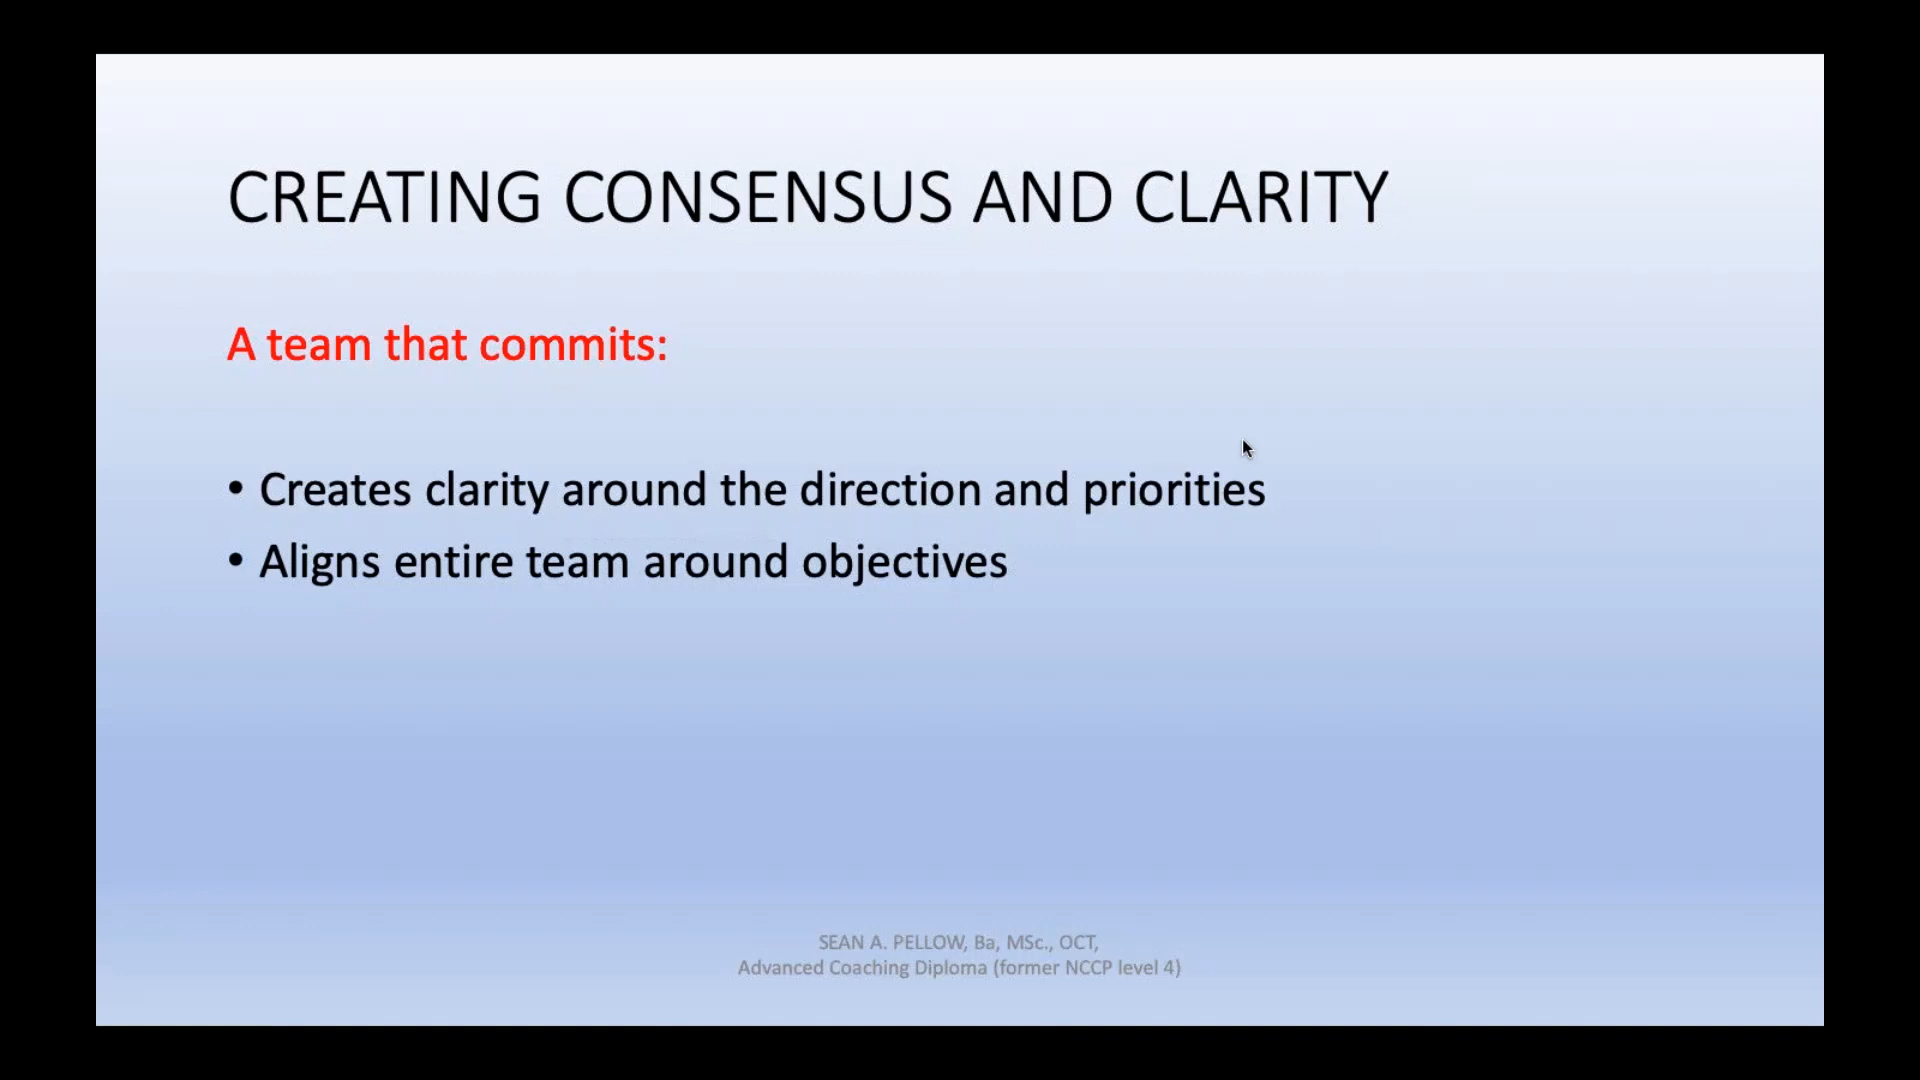 CREATING CONSENSUS AND CLARITY
A team that commits:
• Creates clarity around the direction and priorities
• Aligns entire team around objectives
SEAN A. PELLOW, Ba, MSc., OCT,
Advanced Coaching Diploma (former NCCP level 4)